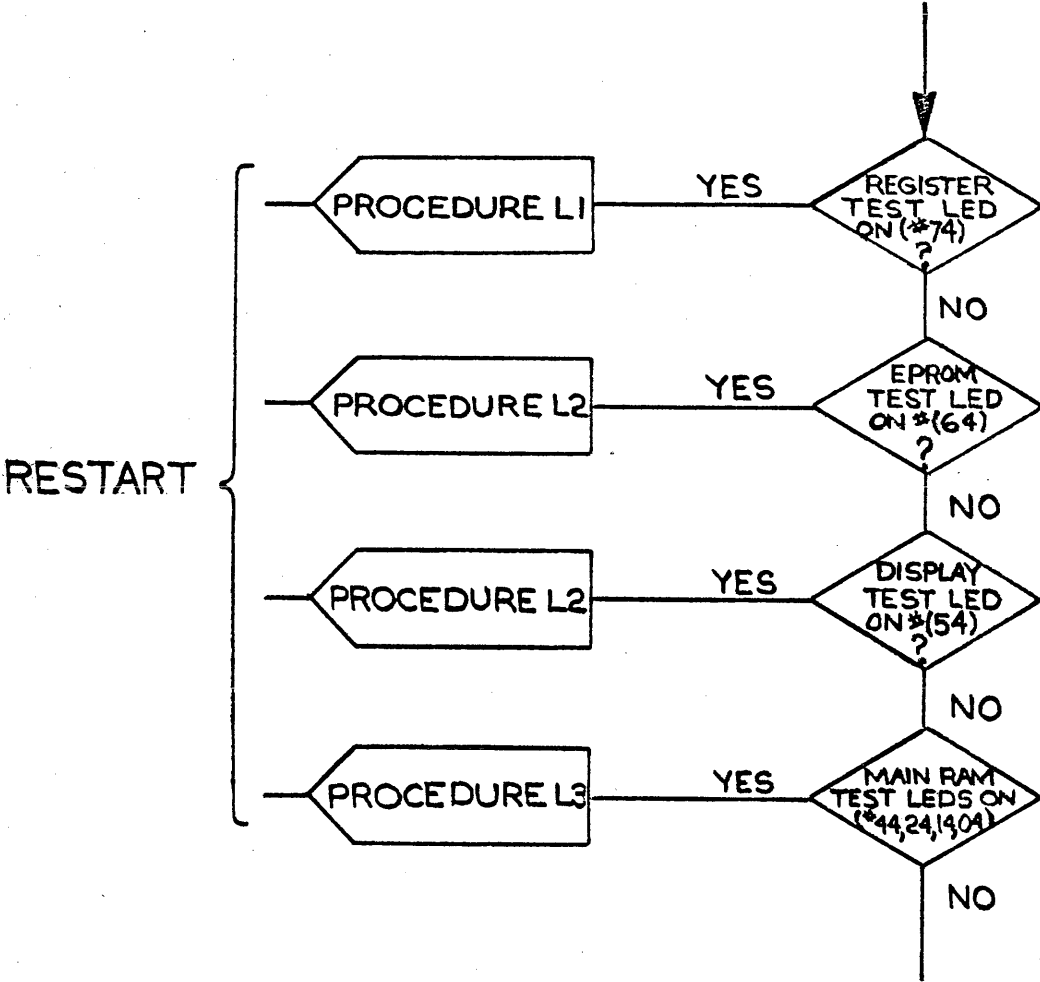 PROCEDURE L1
YES
REGISTER
TEST LED
ON (#74)
?
NO
PROCEDURE L2
YES
EPROM
TEST LED
ON #(64)
?
NO
RESTART
PROCEDURE L2
YES
DISPLAY
TEST LED
ON #(54)
?
NO
PROCEDURE L3
YES
MAIN RAM
TEST LEDS ON
(#44,24,14,04)
NO